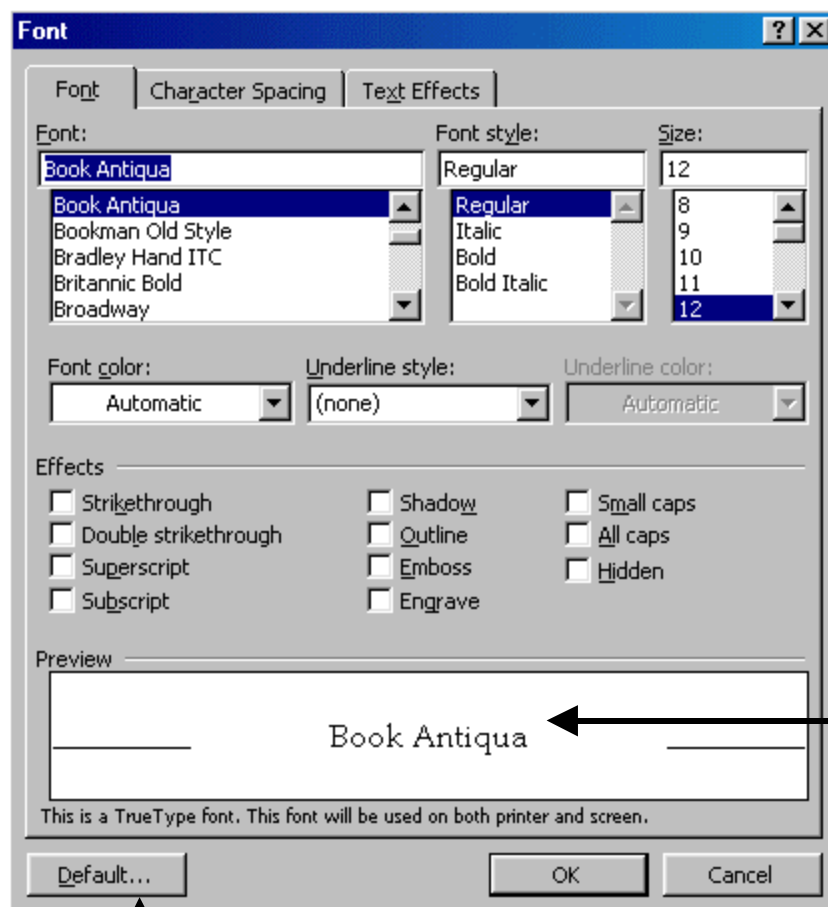 Font
Font Character Spacing Text Effects
Font: Font style: Size:
Book Antiqua Regular 12
Book Antiqua Regular 8
Bookman Old Style Italic 9
Bradley Hand ITC Bold 10
Britannic Bold Bold Italic 11
Broadway 12
Font color: Underline style: Underline color:
Automatic (none) Automatic
Effects
Strikethrough Shadow Small caps
Double strikethrough Outline All caps
Superscript Emboss Hidden
Subscript Engrave
Preview
Book Antiqua
This is a TrueType font. This font will be used on both printer and screen.
Default... OK Cancel